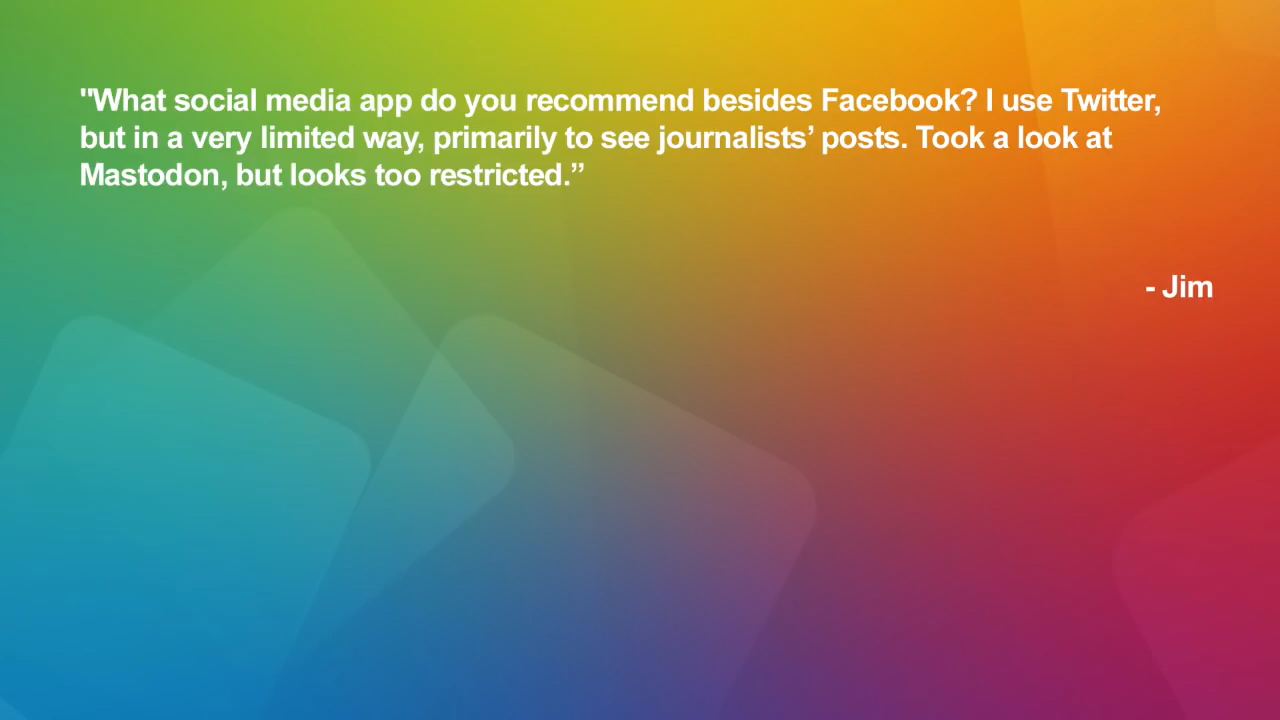 "What social media app do you recommend besides Facebook? I use Twitter,
but in a very limited way, primarily to see journalists’ posts. Took a look at
Mastodon, but looks too restricted.”
- Jim